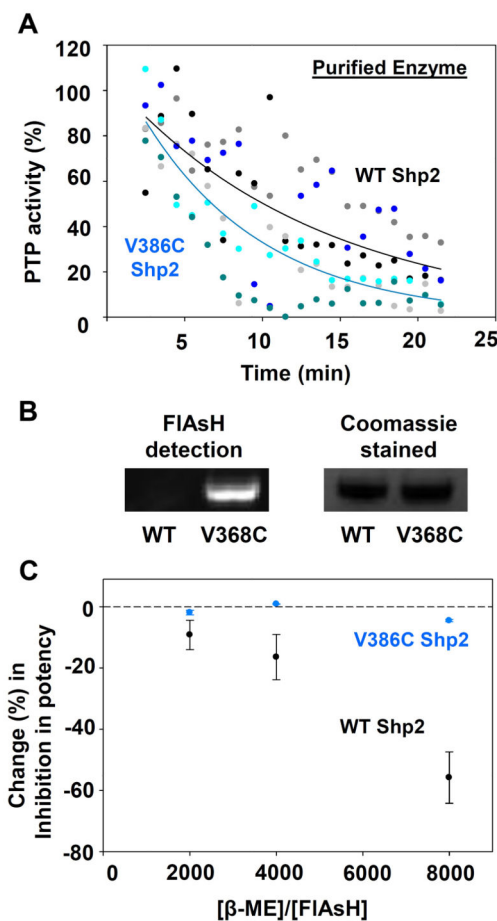 A
120
100
80
60
40
20
0
PTP activity (%)
Purified Enzyme
WT Shp2
V386C
Shp2
5
10
15
20
25
Time (min)
B
FlAsH
detection
Coomassie
stained
WT
V368C
WT
V368C
C
0
-20
-40
-60
-80
Change (%) in
Inhibition in potency
V386C Shp2
WT Shp2
0
2000
4000
6000
8000
[β-ME]/[FlAsH]